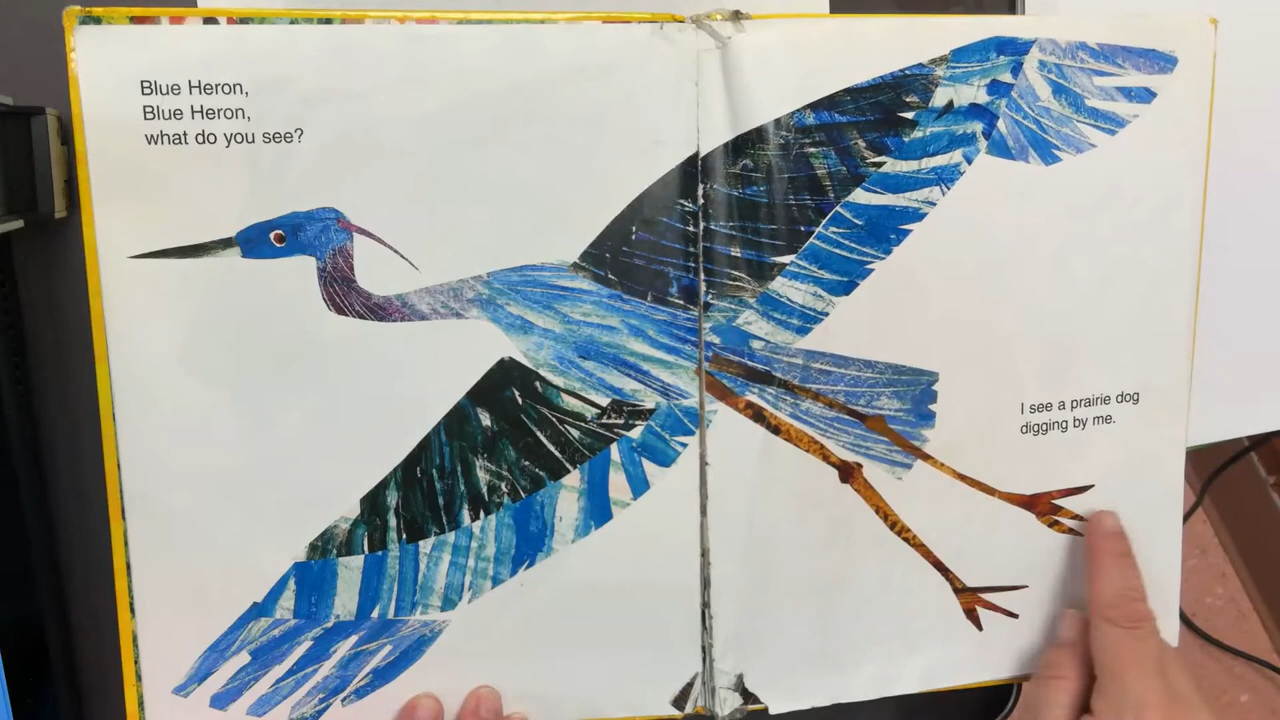 Blue Heron,
Blue Heron,
what do you see?
I see a prairie dog
digging by me.